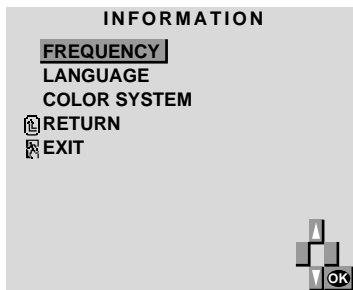 INFORMATION
FREQUENCY
LANGUAGE
COLOR SYSTEM
RETURN
EXIT
OK